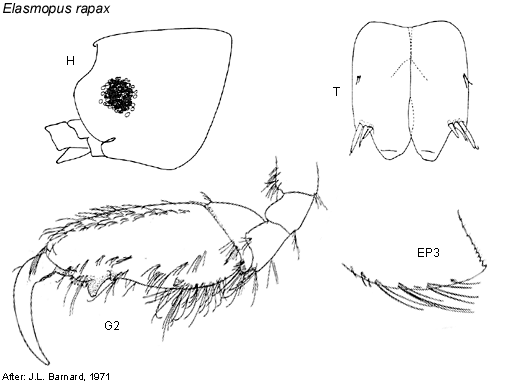 Elasmopus rapax
H
T
EP3
G2
After: J.L. Barnard, 1971